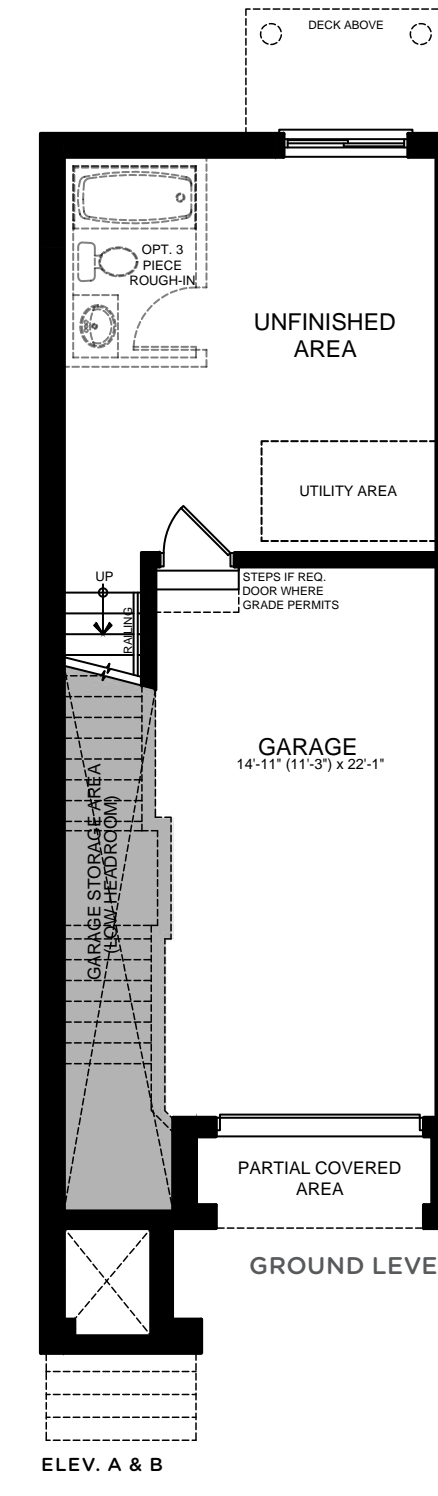 DECK ABOVE
OPT. 3
PIECE
ROUGH-IN
UNFINISHED
AREA
UTILITY AREA
UP
RAILING
STEPS IF REQ.
DOOR WHERE
GRADE PERMITS
GARAGE
14'-11" (11'-3") x 22'-1"
GARAGE STORAGE AREA
(LOW HEADROOM)
PARTIAL COVERED
AREA
GROUND LEVE
ELEV. A & B